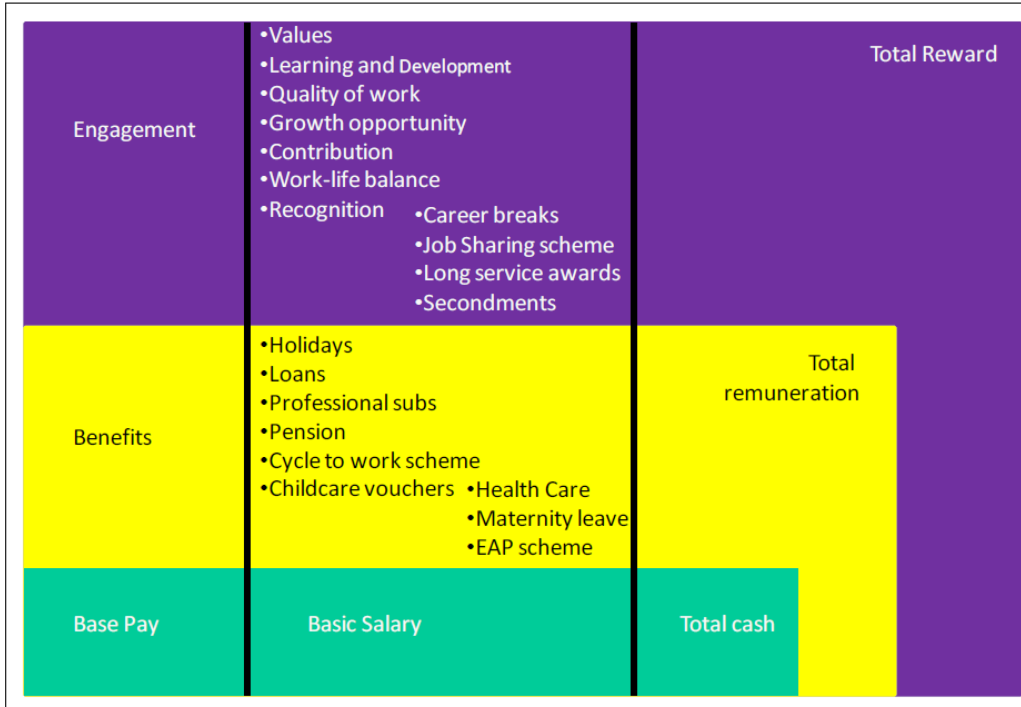 Engagement
•Values
•Learning and Development
•Quality of work
•Growth opportunity
•Contribution
•Work-life balance
•Recognition
•Career breaks
•Job Sharing scheme
•Long service awards
•Secondments
Total Reward
Benefits
•Holidays
•Loans
•Professional subs
•Pension
•Cycle to work scheme
•Childcare vouchers
•Health Care
•Maternity leave
•EAP scheme
Total
remuneration
Base Pay
Basic Salary
Total cash